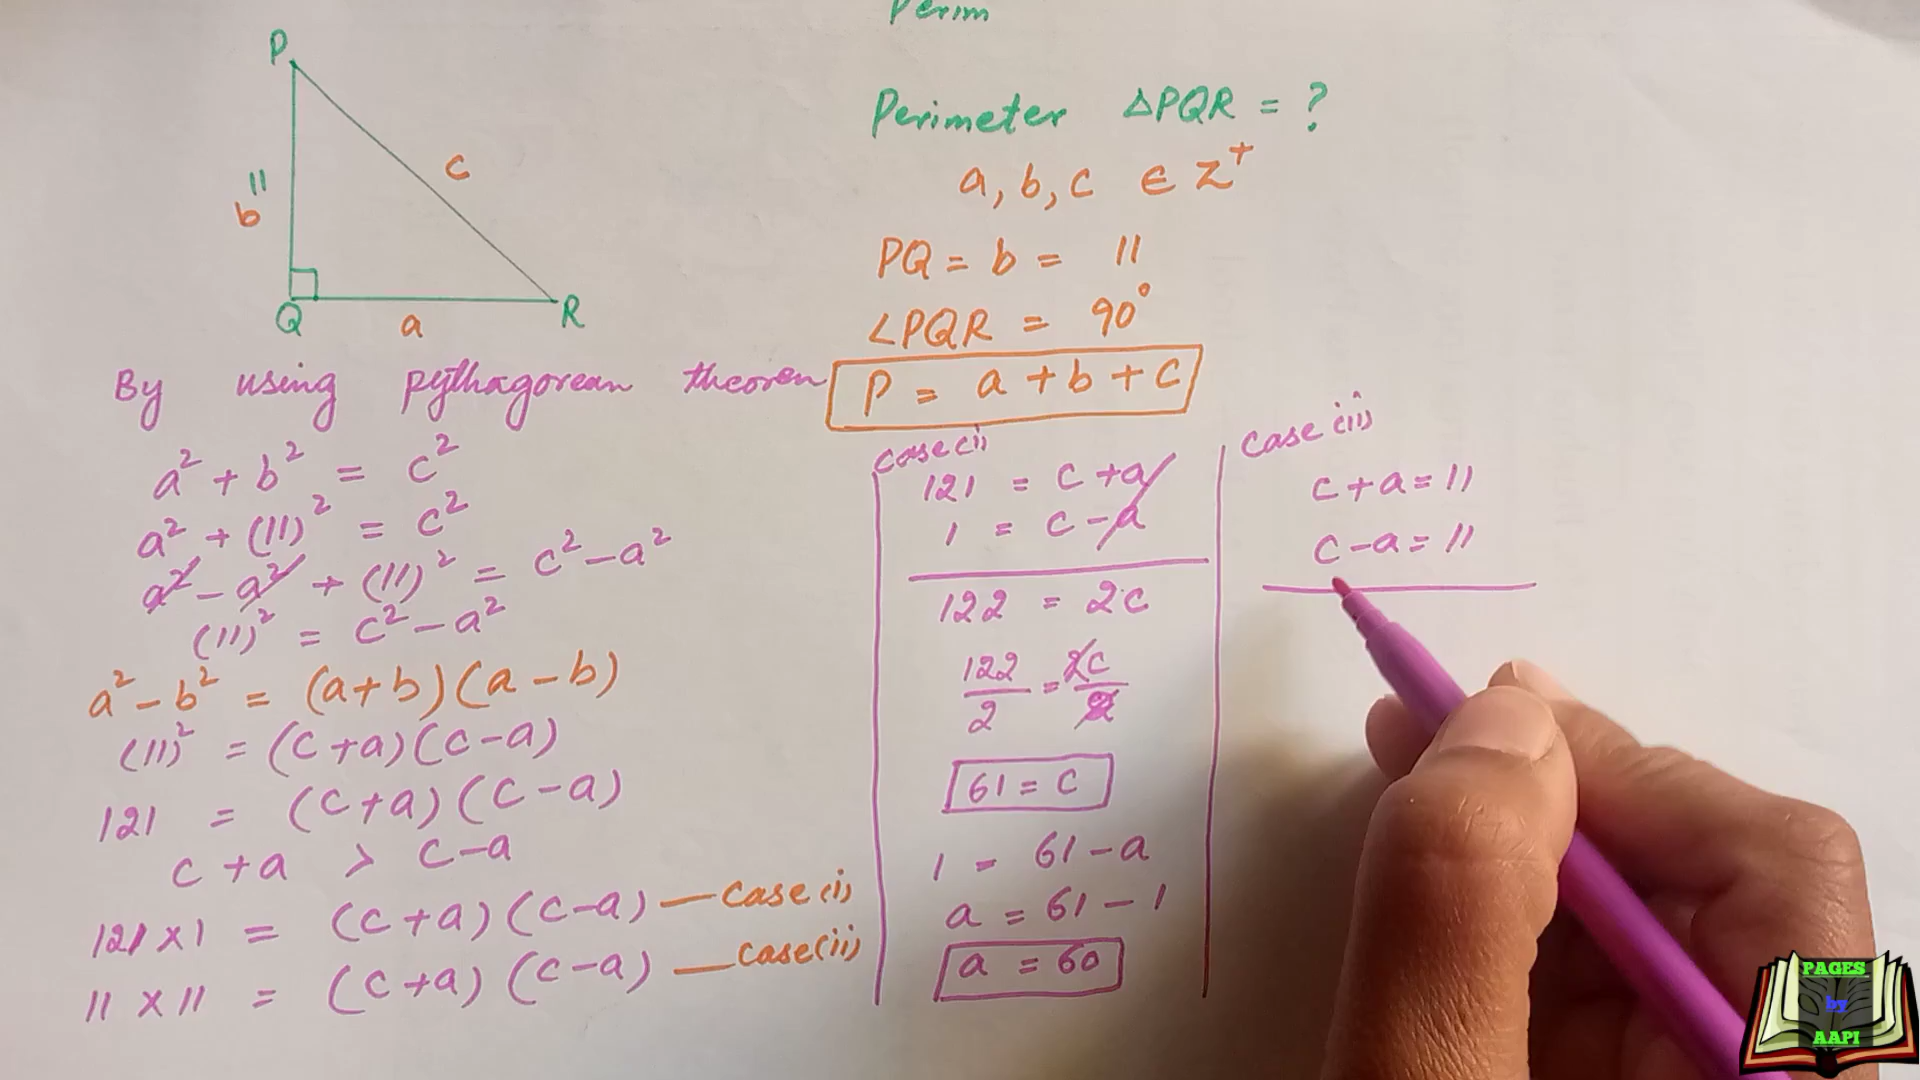 Perim
P
Perimeter △PQR = ?
c
a, b, c ∈ Z⁺
11
b
PQ = b = 11
Q
a
R
∠PQR = 90°
By using pythagorean theorem
P = a + b + c
a² + b² = c²
a² + (11)² = c²
a² - a² + (11)² = c² - a²
(11)² = c² - a²
a² - b² = (a+b)(a-b)
(11)² = (c+a)(c-a)
121 = (c+a)(c-a)
c + a > c - a
121 x 1 = (c+a)(c-a) — Case (i)
11 x 11 = (c+a)(c-a) — Case (ii)
case (i)
121 = c + a
1 = c - a
122 = 2c
122/2 = 2c/2
61 = c
1 = 61 - a
a = 61 - 1
a = 60
case (ii)
c + a = 11
c - a = 11
PAGES
by
AAPI